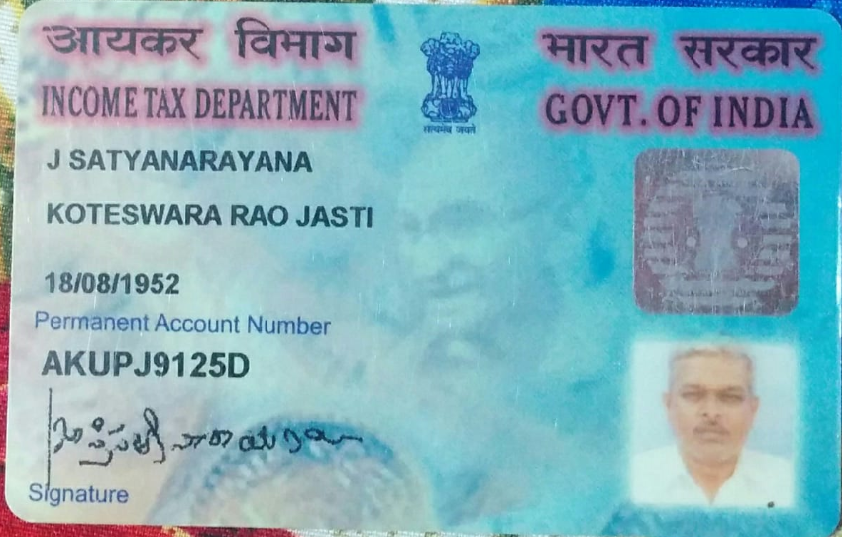 आयकर विभाग
भारत सरकार
INCOME TAX DEPARTMENT
GOVT. OF INDIA
सत्यमेव जयते
J SATYANARAYANA
KOTESWARA RAO JASTI
18/08/1952
Permanent Account Number
AKUPJ9125D
Signature